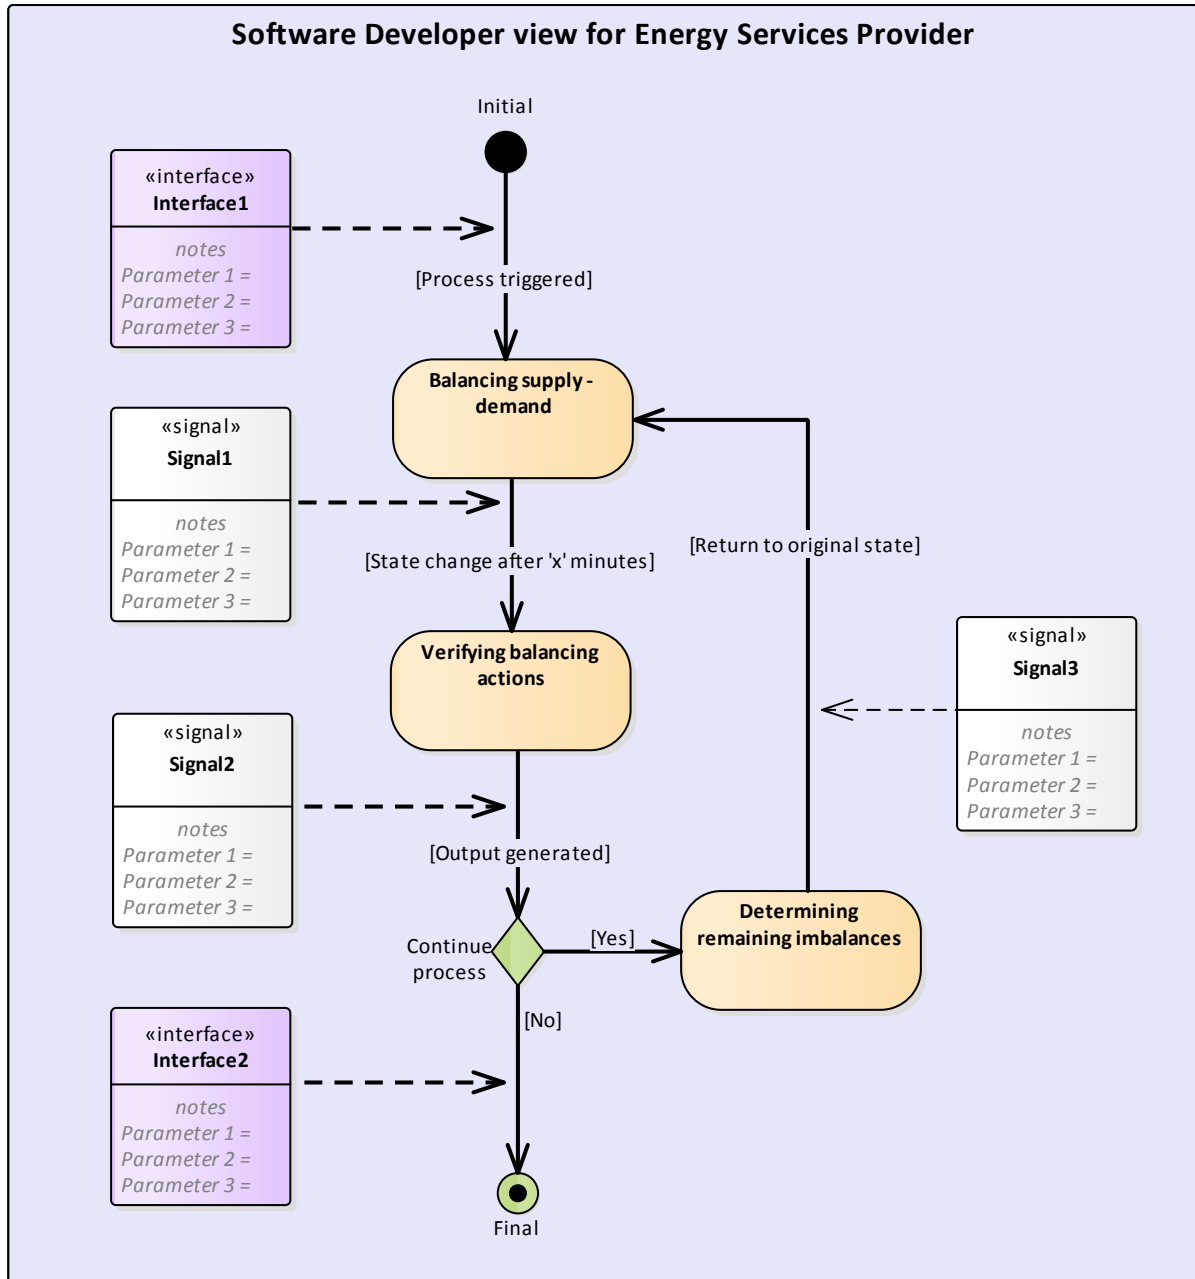 Software Developer view for Energy Services Provider
Initial
«interface»
Interface1
notes
Parameter 1 =
Parameter 2 =
Parameter 3 =
[Process triggered]
Balancing supply -
demand
«signal»
Signal1
notes
Parameter 1 =
Parameter 2 =
Parameter 3 =
[State change after 'x' minutes]
[Return to original state]
Verifying balancing
actions
«signal»
Signal3
notes
Parameter 1 =
Parameter 2 =
Parameter 3 =
«signal»
Signal2
notes
Parameter 1 =
Parameter 2 =
Parameter 3 =
[Output generated]
Continue
process
[Yes]
Determining
remaining imbalances
[No]
«interface»
Interface2
notes
Parameter 1 =
Parameter 2 =
Parameter 3 =
Final